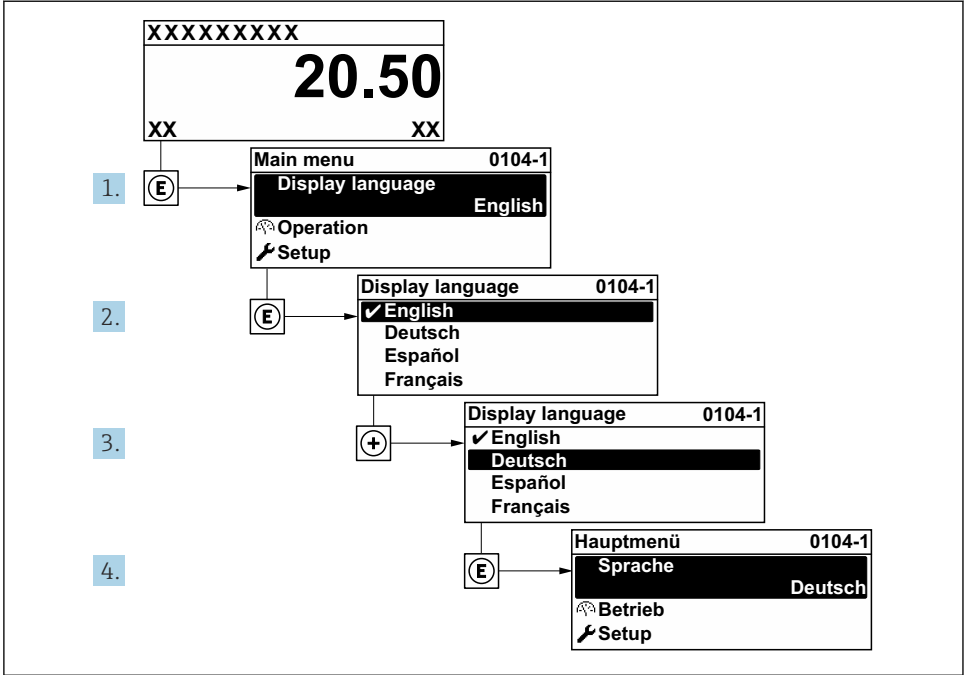 XXXXXXXXX
20.50
XX XX
1. E
Main menu 0104-1
Display language
English
Operation
Setup
2. E
Display language 0104-1
✔English
Deutsch
Español
Français
3. +
Display language 0104-1
✔English
Deutsch
Español
Français
4. E
Hauptmenü 0104-1
Sprache
Deutsch
Betrieb
Setup